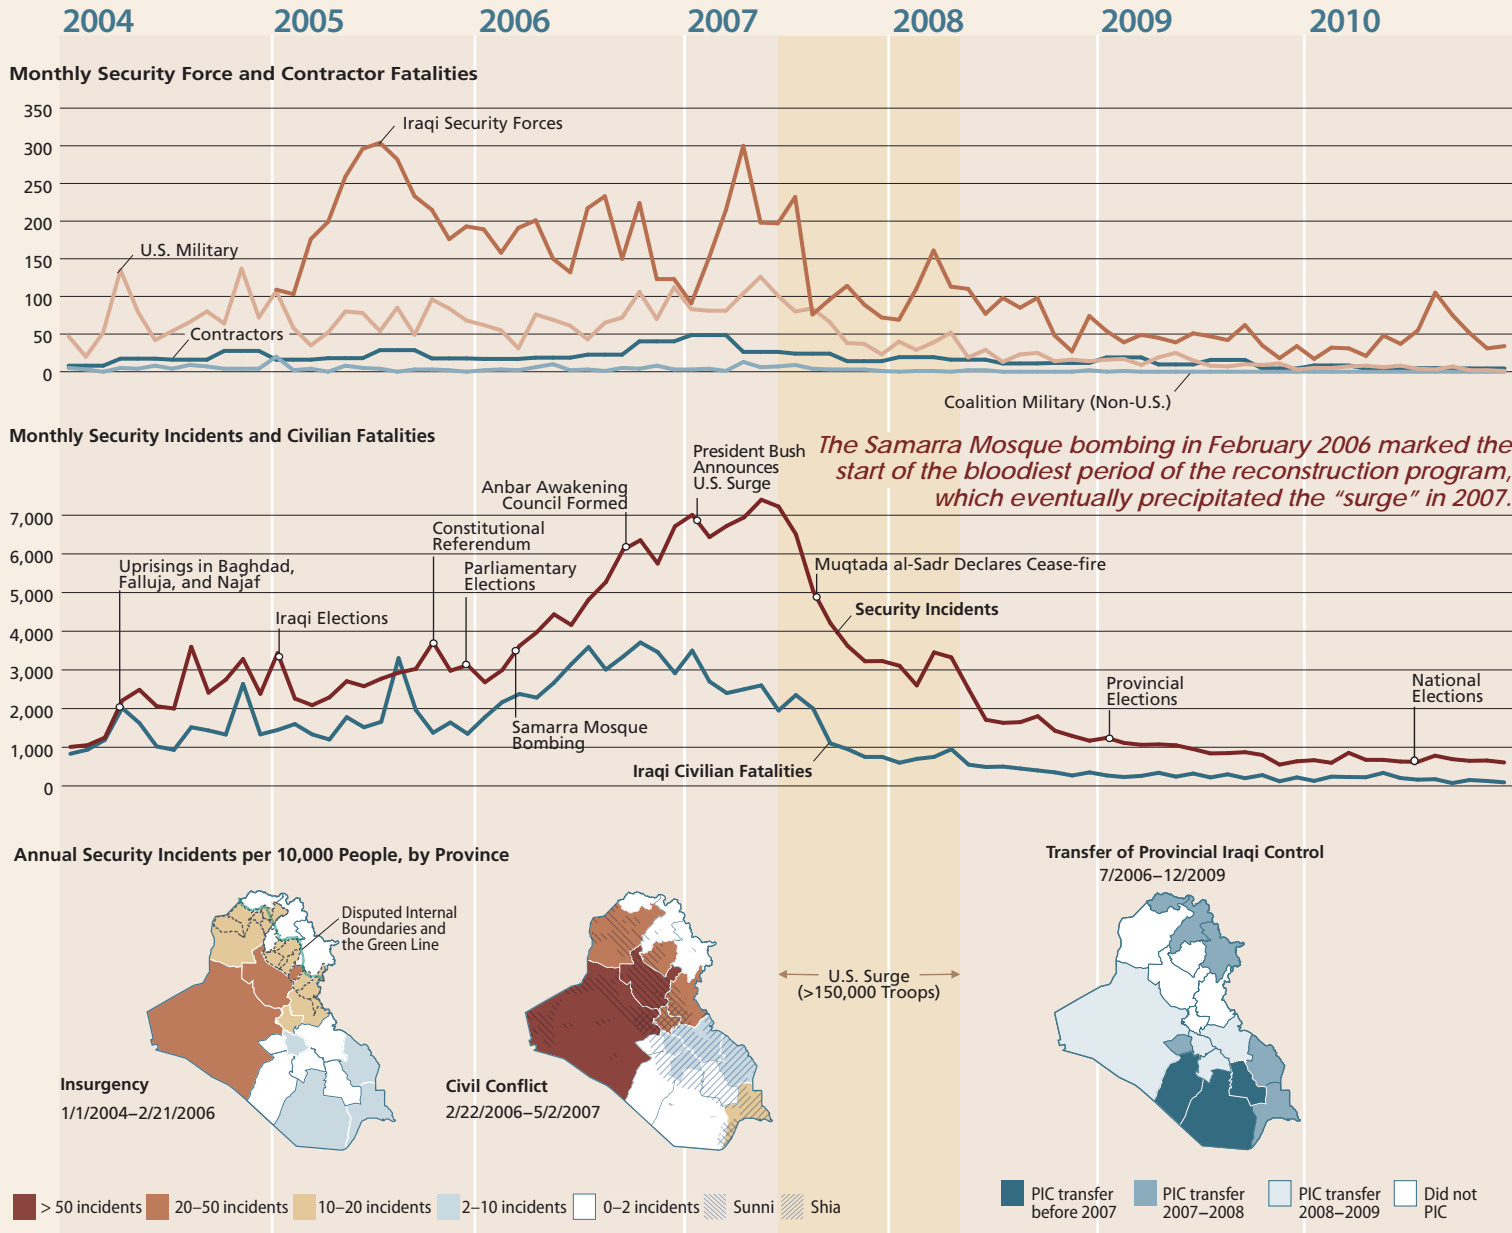 2004 2005 2006 2007 2008 2009 2010
Monthly Security Force and Contractor Fatalities
350
300
250
200
150
100
50
0
Iraqi Security Forces
U.S. Military
Contractors
Coalition Military (Non-U.S.)
Monthly Security Incidents and Civilian Fatalities
The Samarra Mosque bombing in February 2006 marked the
start of the bloodiest period of the reconstruction program,
which eventually precipitated the “surge” in 2007.
7,000
6,000
5,000
4,000
3,000
2,000
1,000
0
Uprisings in Baghdad,
Falluja, and Najaf
Iraqi Elections
Constitutional
Referendum
Parliamentary
Elections
Anbar Awakening
Council Formed
Samarra Mosque
Bombing
President Bush
Announces
U.S. Surge
Muqtada al-Sadr Declares Cease-fire
Security Incidents
Iraqi Civilian Fatalities
Provincial
Elections
National
Elections
Annual Security Incidents per 10,000 People, by Province
Disputed Internal
Boundaries and
the Green Line
Insurgency
1/1/2004–2/21/2006
Civil Conflict
2/22/2006–5/2/2007
U.S. Surge
(>150,000 Troops)
Transfer of Provincial Iraqi Control
7/2006–12/2009
> 50 incidents
20–50 incidents
10–20 incidents
2–10 incidents
0–2 incidents
Sunni
Shia
PIC transfer
before 2007
PIC transfer
2007–2008
PIC transfer
2008–2009
Did not
PIC